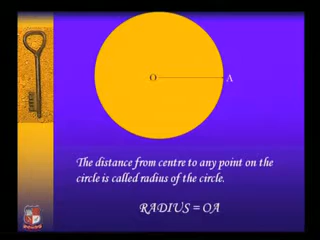 O A
The distance from centre to any point on the
circle is called radius of the circle.
RADIUS = OA